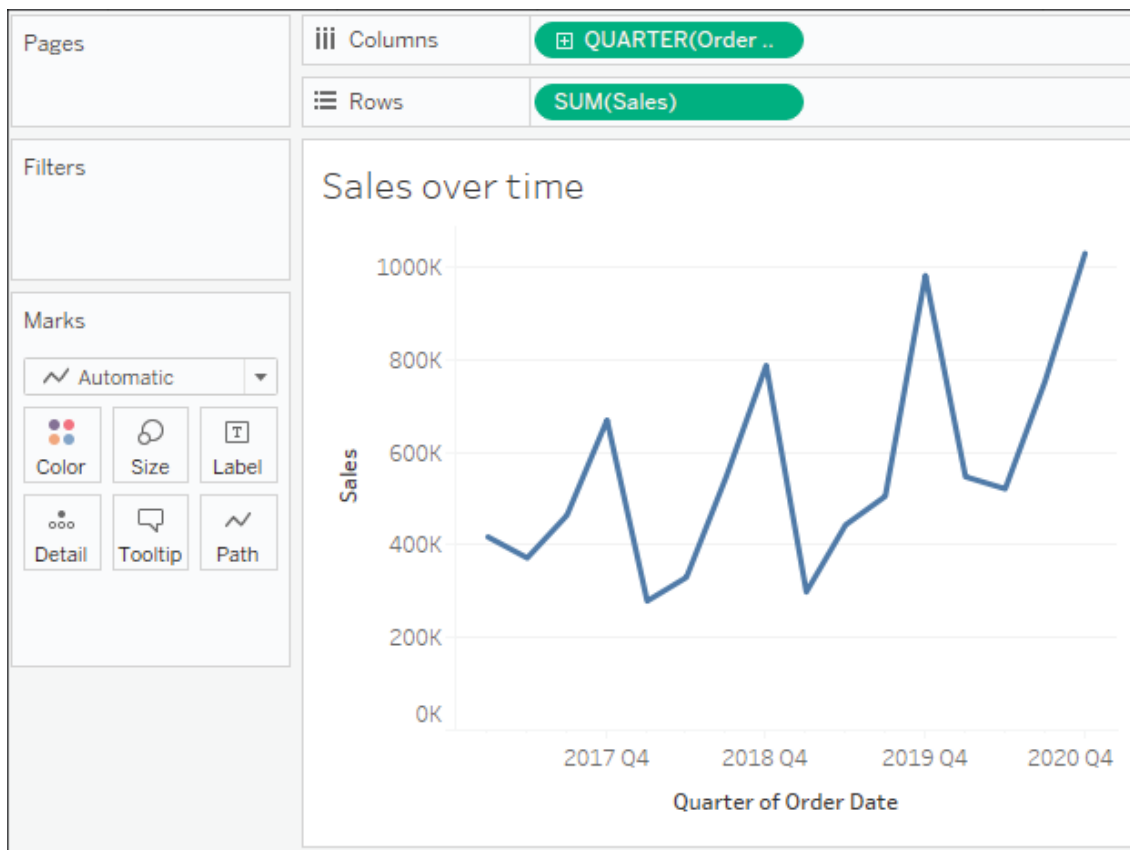 Pages
Columns
QUARTER(Order ..
Rows
SUM(Sales)
Filters
Marks
Automatic
Color
Size
T
Label
Detail
Tooltip
Path
Sales over time
1000K
800K
600K
400K
200K
0K
Sales
2017 Q4
2018 Q4
2019 Q4
2020 Q4
Quarter of Order Date